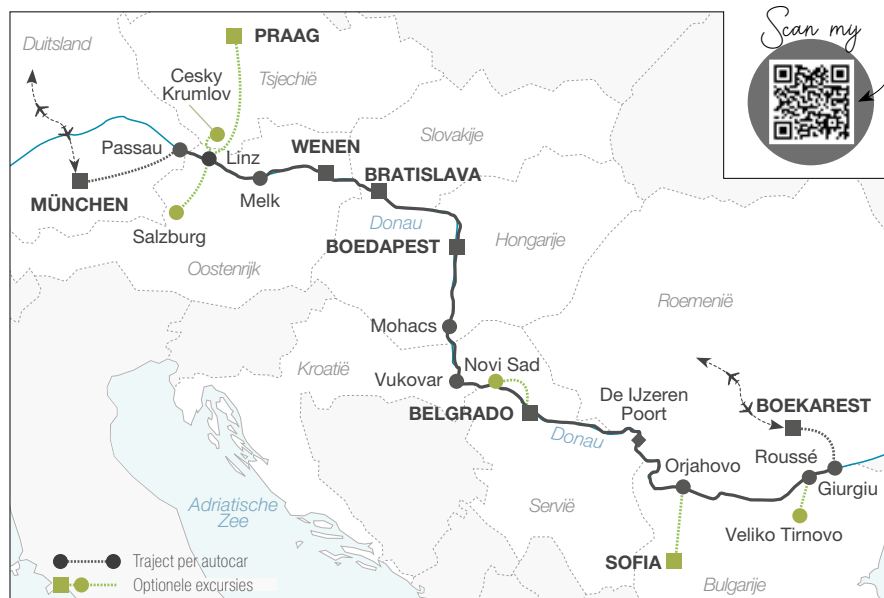 Scan my
Duitsland
PRAAG
Tsjechië
Cesky
Krumlov
Passau
Linz
MÜNCHEN
Melk
WENEN
Slovakije
BRATISLAVA
Salzburg
Donau
BOEDAPEST
Hongarije
Oostenrijk
Roemenië
Mohacs
Kroatië
Novi Sad
Vukovar
De IJzeren
Poort
BELGRADO
BOEKAREST
Donau
Orjahovo
Roussé
Giurgiu
Adriatische
Zee
Servië
Veliko Tirnovo
SOFIA
Bulgarije
Traject per autocar
Optionele excursies